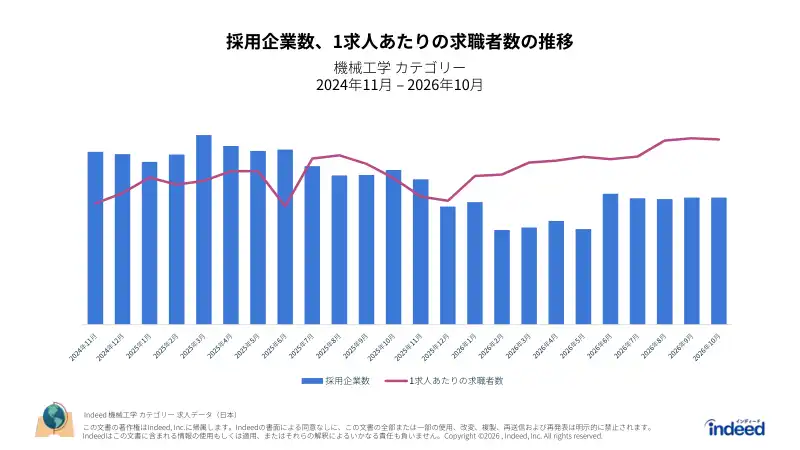 採用企業数、1求人あたりの求職者数の推移
機械工学 カテゴリー
2024年11月 – 2026年10月
2024年11月
2024年12月
2025年1月
2025年2月
2025年3月
2025年4月
2025年5月
2025年6月
2025年7月
2025年8月
2025年9月
2025年10月
2025年11月
2025年12月
2026年1月
2026年2月
2026年3月
2026年4月
2026年5月
2026年6月
2026年7月
2026年8月
2026年9月
2026年10月
採用企業数 1求人あたりの求職者数
Indeed 機械工学 カテゴリー 求人データ（日本）
この文書の著作権はIndeed, Inc.に帰属します。Indeedの書面による同意なしに、この文書の全部または一部の使用、改変、複製、再送信および再発表は明示的に禁止されます。
Indeedはこの文書に含まれる情報の使用もしくは適用、またはそれらの解釈によるいかなる責任も負いません。Copyright ©2026 , Indeed, Inc. All rights reserved.
インディード
indeed